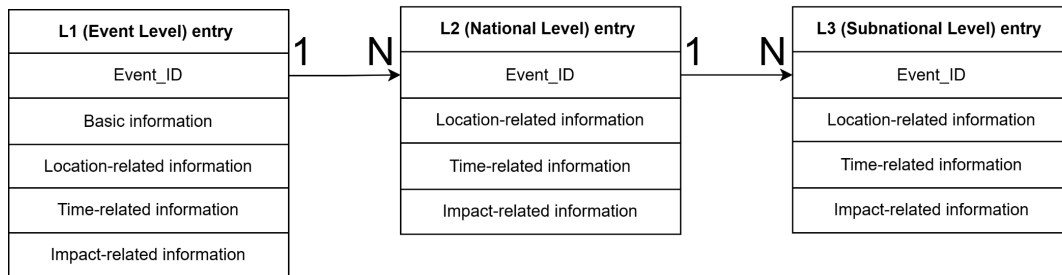 L1 (Event Level) entry
Event_ID
Basic information
Location-related information
Time-related information
Impact-related information
1
N
L2 (National Level) entry
Event_ID
Location-related information
Time-related information
Impact-related information
1
N
L3 (Subnational Level) entry
Event_ID
Location-related information
Time-related information
Impact-related information